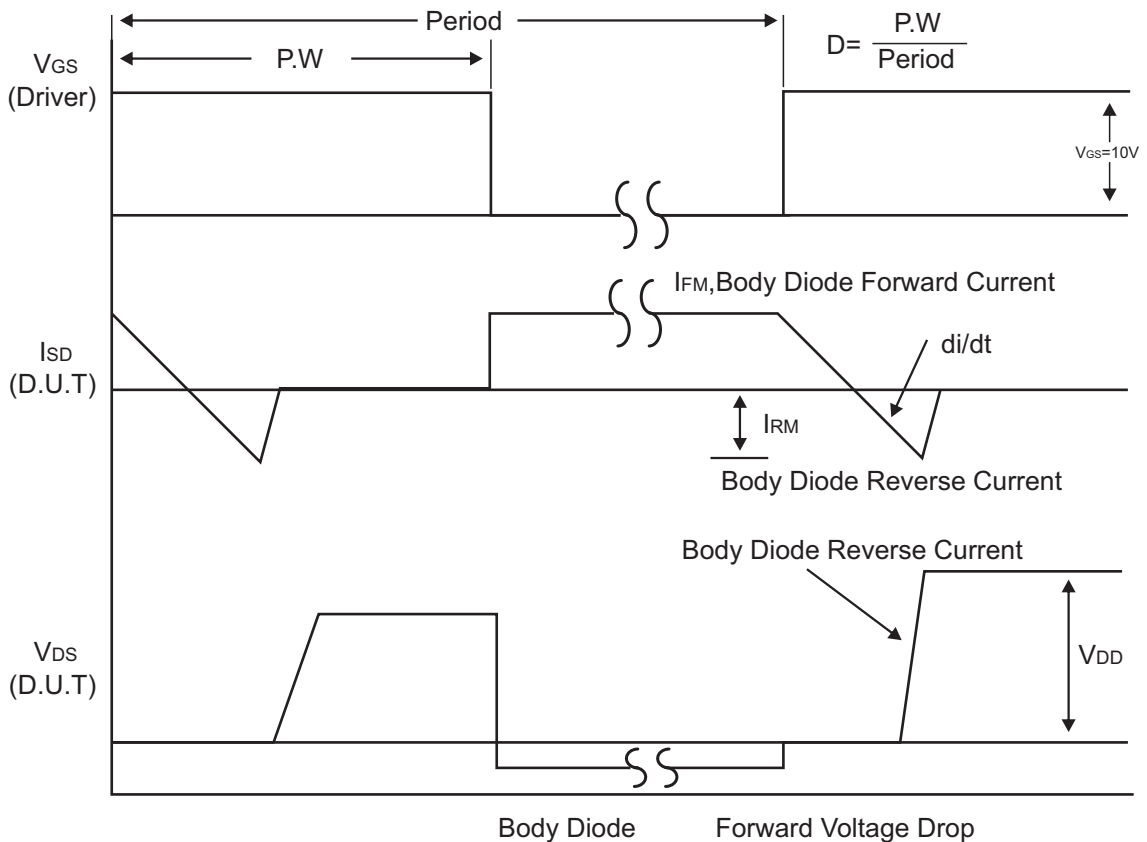 Period
P.W
D= P.W
Period
VGS
(Driver)
VGS=10V
IFM,Body Diode Forward Current
di/dt
ISD
(D.U.T)
IRM
Body Diode Reverse Current
Body Diode Reverse Current
VDS
(D.U.T)
VDD
Body Diode Forward Voltage Drop